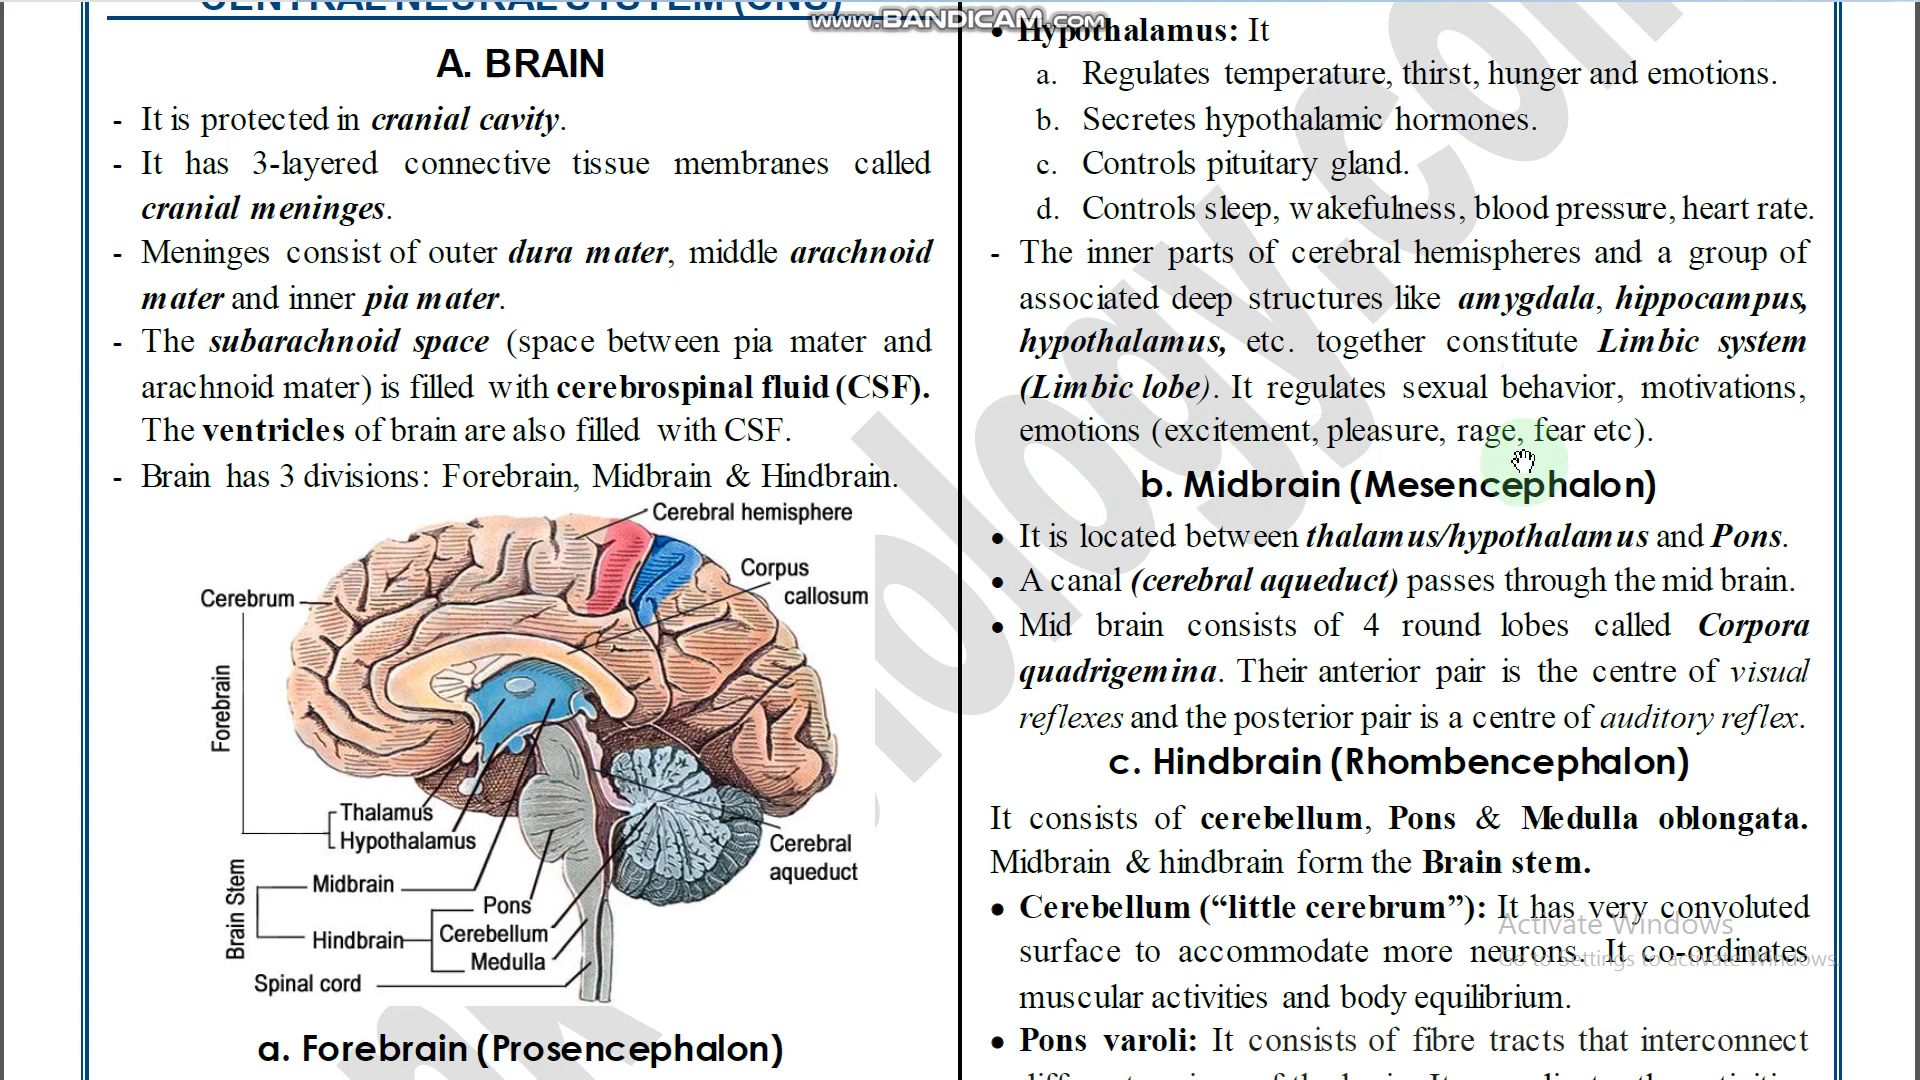 CENTRAL NEURAL SYSTEM (CNS)
www.BANDICAM.com
A. BRAIN
- It is protected in cranial cavity.
- It has 3-layered connective tissue membranes called
cranial meninges.
- Meninges consist of outer dura mater, middle arachnoid
mater and inner pia mater.
- The subarachnoid space (space between pia mater and
arachnoid mater) is filled with cerebrospinal fluid (CSF).
The ventricles of brain are also filled with CSF.
- Brain has 3 divisions: Forebrain, Midbrain & Hindbrain.
Cerebral hemisphere
Corpus
callosum
Cerebrum
Forebrain
Thalamus
Hypothalamus
Cerebral
aqueduct
Brain Stem
Midbrain
Pons
Hindbrain
Cerebellum
Medulla
Spinal cord
a. Forebrain (Prosencephalon)
• Hypothalamus: It
a. Regulates temperature, thirst, hunger and emotions.
b. Secretes hypothalamic hormones.
c. Controls pituitary gland.
d. Controls sleep, wakefulness, blood pressure, heart rate.
- The inner parts of cerebral hemispheres and a group of
associated deep structures like amygdala, hippocampus,
hypothalamus, etc. together constitute Limbic system
(Limbic lobe). It regulates sexual behavior, motivations,
emotions (excitement, pleasure, rage, fear etc).
b. Midbrain (Mesencephalon)
• It is located between thalamus/hypothalamus and Pons.
• A canal (cerebral aqueduct) passes through the mid brain.
• Mid brain consists of 4 round lobes called Corpora
quadrigemina. Their anterior pair is the centre of visual
reflexes and the posterior pair is a centre of auditory reflex.
c. Hindbrain (Rhombencephalon)
It consists of cerebellum, Pons & Medulla oblongata.
Midbrain & hindbrain form the Brain stem.
• Cerebellum (“little cerebrum”): It has very convoluted
surface to accommodate more neurons. It co-ordinates
muscular activities and body equilibrium.
• Pons varoli: It consists of fibre tracts that interconnect
Activate Windows
Go to Settings to activate Windows.